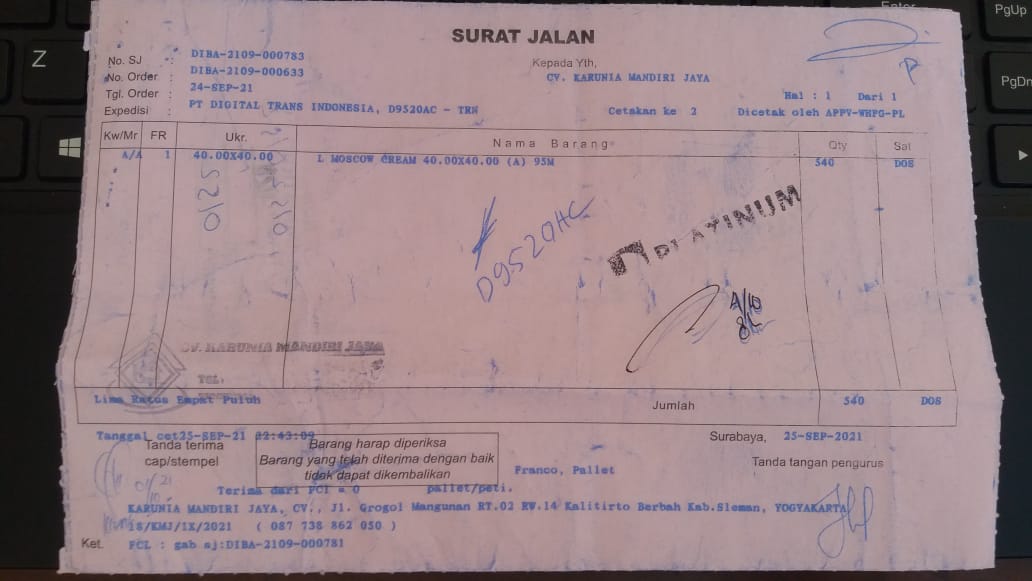 SURAT JALAN
No. SJ : DIBA-2109-000783
Kepada Yth,
No. Order : DIBA-2109-000633
CV. KARUNIA MANDIRI JAYA
Tgl. Order : 24-SEP-21
Hal : 1 Dari 1
Expedisi : PT DIGITAL TRANS INDONESIA, D9520AC - TRN
Cetakan ke 2 Dicetak oleh APPV-WHPG-PL
Kw/Mr FR Ukr. Nama Barang Qty Sat
A/A 1 40.00X40.00 L MOSCOW CREAM 40.00X40.00 (A) 95M 540 DOS
D9520AC
PLATINUM
CV. KARUNIA MANDIRI JAYA
TGL.
Lima Ratus Empat Puluh Jumlah 540 DOS
Tanggal cet25-SEP-21 22:43:09
Surabaya, 25-SEP-2021
Tanda terima
cap/stempel
Barang harap diperiksa
Barang yang telah diterima dengan baik
tidak dapat dikembalikan
Franco, Pallet
Tanda tangan pengurus
Terima dari PCI = 0 pallet/peti.
KARUNIA MANDIRI JAYA, CV., Jl. Grogol Mangunan RT.02 RW.14 Kalitirto Berbah Kab.Sleman, YOGYAKARTA
18/KMJ/IX/2021 ( 087 738 862 050 )
Ket. FCL : gab sj:DIBA-2109-000781